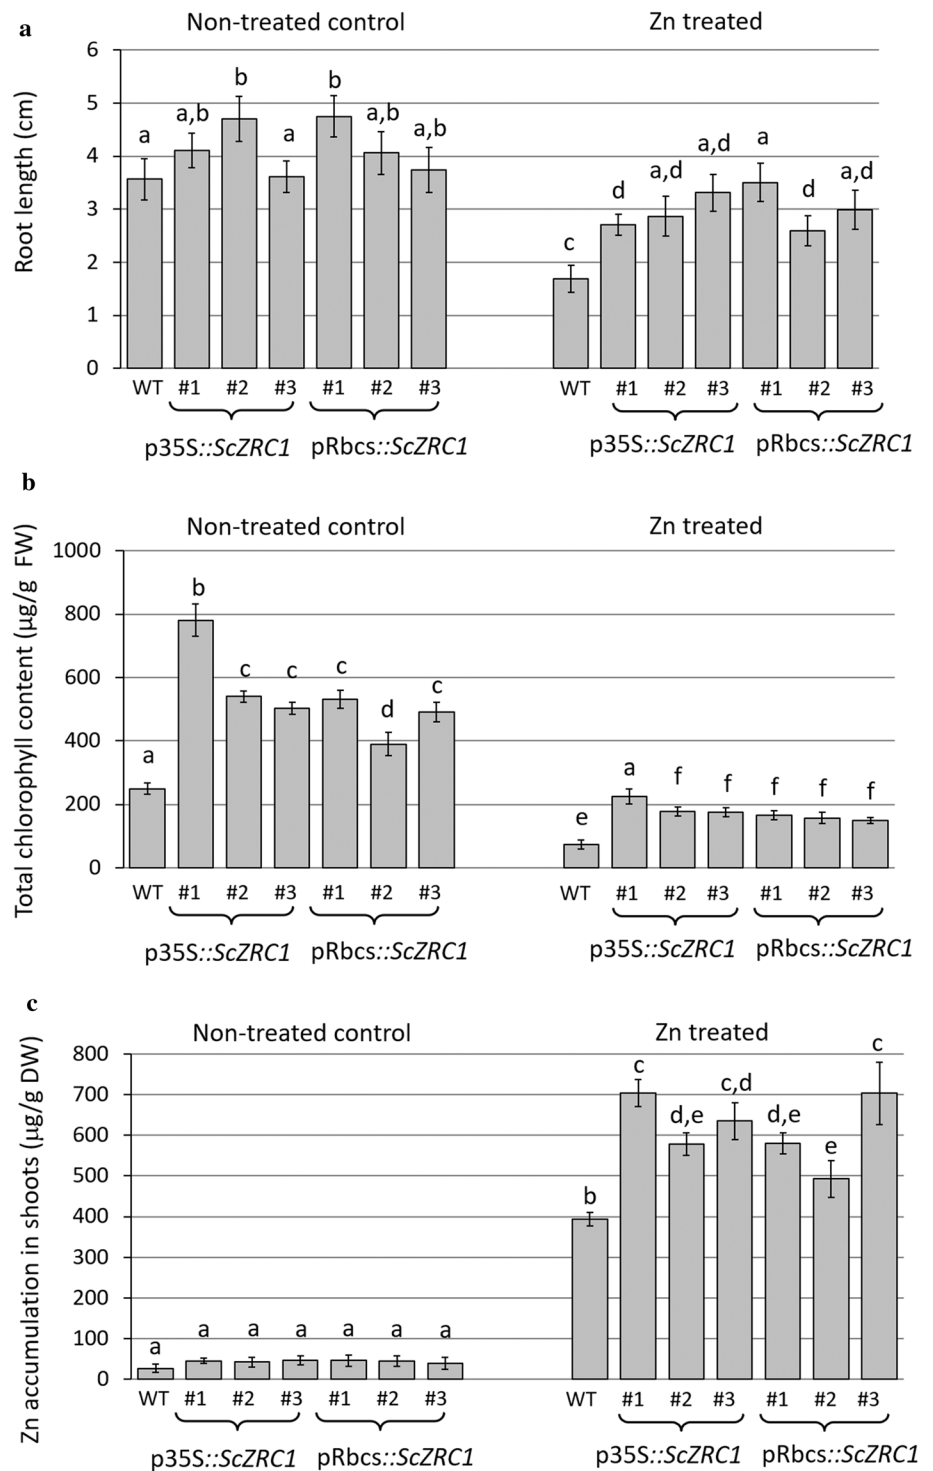 a
Non-treated control Zn treated
Root length (cm)
6
5
4
3
2
1
0
a a,b b a b a,b a,b
c d a,d a,d a d a,d
WT #1 #2 #3 #1 #2 #3 WT #1 #2 #3 #1 #2 #3
p35S::ScZRC1 pRbcs::ScZRC1 p35S::ScZRC1 pRbcs::ScZRC1
b
Non-treated control Zn treated
Total chlorophyll content (µg/g FW)
1000
800
600
400
200
0
a b c c c d c
e a f f f f f
WT #1 #2 #3 #1 #2 #3 WT #1 #2 #3 #1 #2 #3
p35S::ScZRC1 pRbcs::ScZRC1 p35S::ScZRC1 pRbcs::ScZRC1
c
Non-treated control Zn treated
Zn accumulation in shoots (µg/g DW)
800
700
600
500
400
300
200
100
0
a a a a a a a
b c d,e c,d d,e e c
WT #1 #2 #3 #1 #2 #3 WT #1 #2 #3 #1 #2 #3
p35S::ScZRC1 pRbcs::ScZRC1 p35S::ScZRC1 pRbcs::ScZRC1